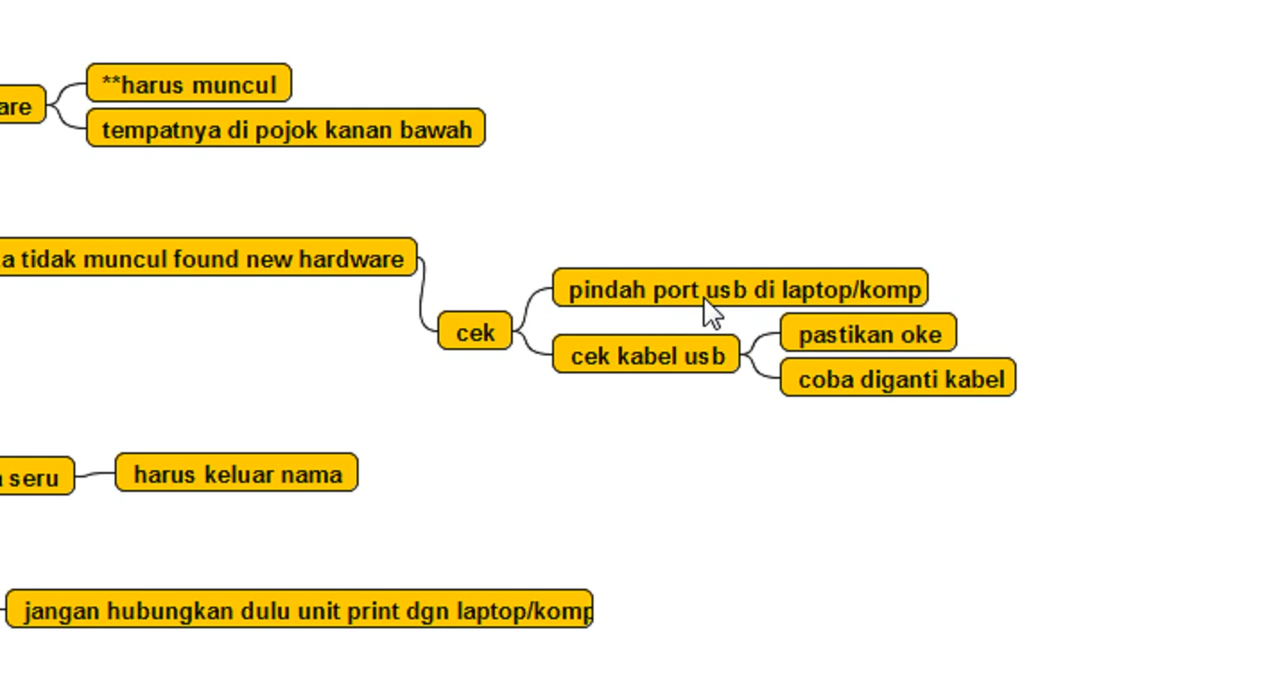 **harus muncul
are
tempatnya di pojok kanan bawah
a tidak muncul found new hardware
pindah port usb di laptop/komp
cek
pastikan oke
cek kabel usb
coba diganti kabel
seru
harus keluar nama
jangan hubungkan dulu unit print dgn laptop/komp